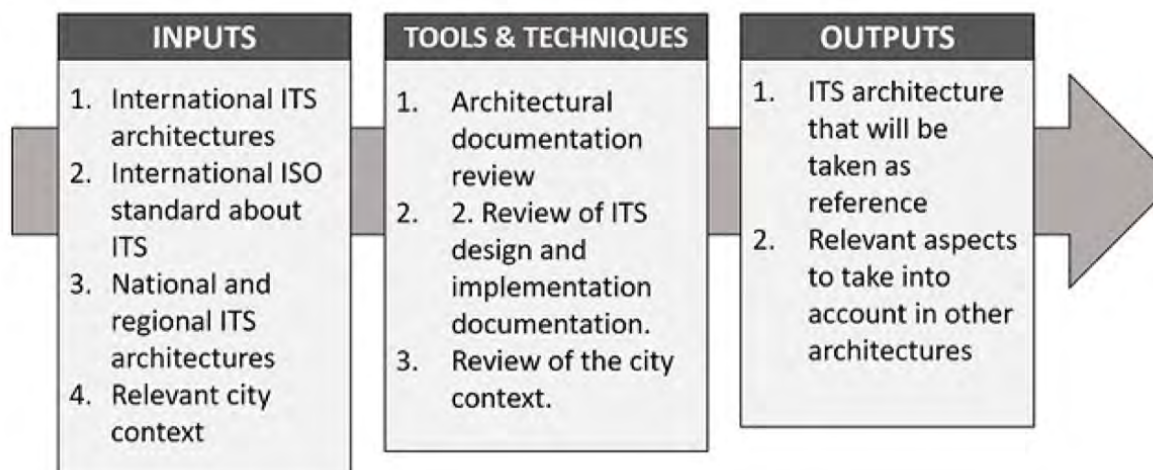 INPUTS
1. International ITS
architectures
2. International ISO
standard about
ITS
3. National and
regional ITS
architectures
4. Relevant city
context
TOOLS & TECHNIQUES
1. Architectural
documentation
review
2. 2. Review of ITS
design and
implementation
documentation.
3. Review of the city
context.
OUTPUTS
1. ITS architecture
that will be
taken as
reference
2. Relevant aspects
to take into
account in other
architectures